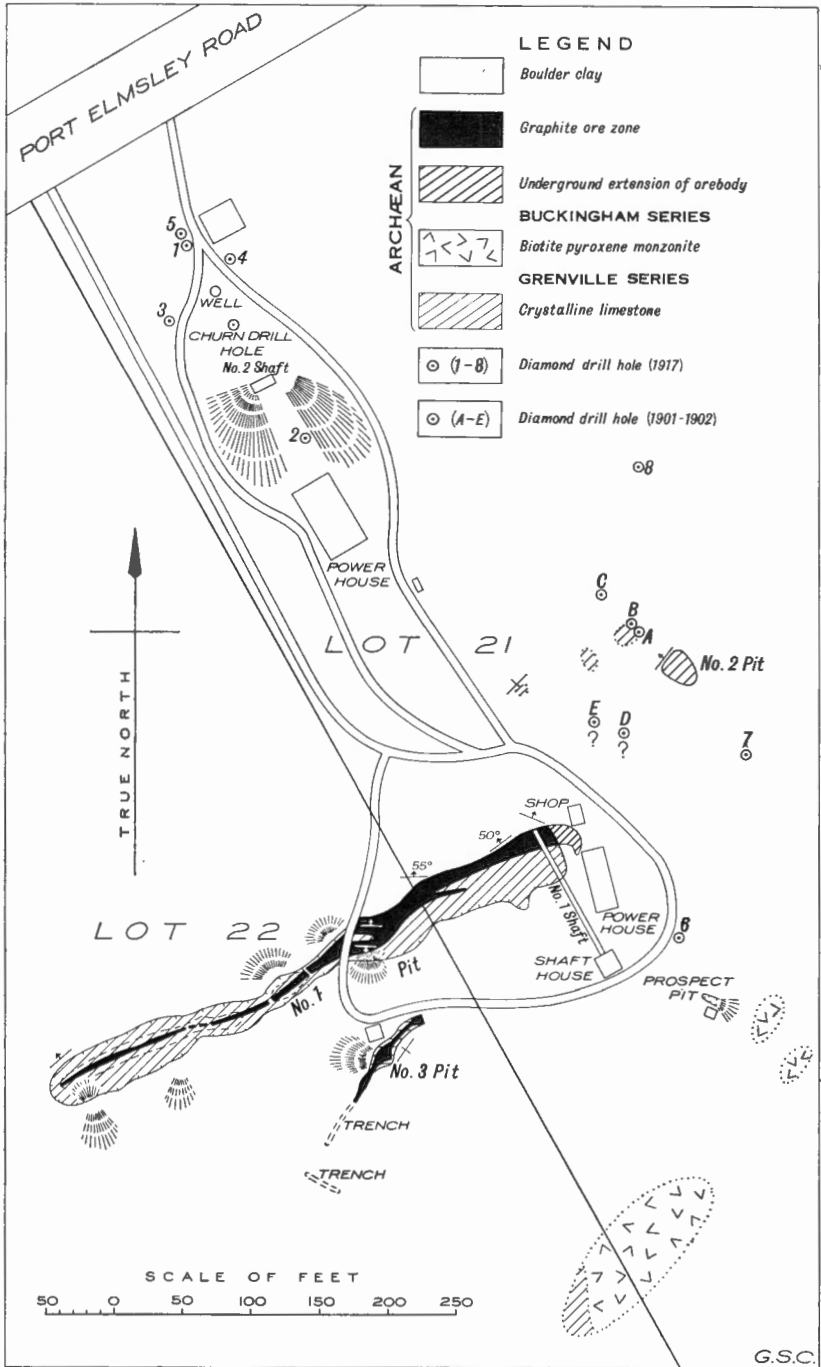 PORT ELMSLEY ROAD
LEGEND
Boulder clay
ARCHÆAN
Graphite ore zone
Underground extension of orebody
BUCKINGHAM SERIES
Biotite pyroxene monzonite
GRENVILLE SERIES
Crystalline limestone
(1-8) Diamond drill hole (1917)
(A-E) Diamond drill hole (1901-1902)
5
1
4
WELL
3
CHURN DRILL
HOLE
No. 2 Shaft
2
8
POWER
HOUSE
TRUE NORTH
C
B
A
LOT 21
No. 2 Pit
E
D
?
?
7
SHOP
50°
55°
No. 1 Shaft
POWER
HOUSE
LOT 22
6
SHAFT
HOUSE
No. 1 Pit
PROSPECT
PIT
No. 3 Pit
TRENCH
TRENCH
SCALE OF FEET
50 0 50 100 150 200 250
G.S.C.